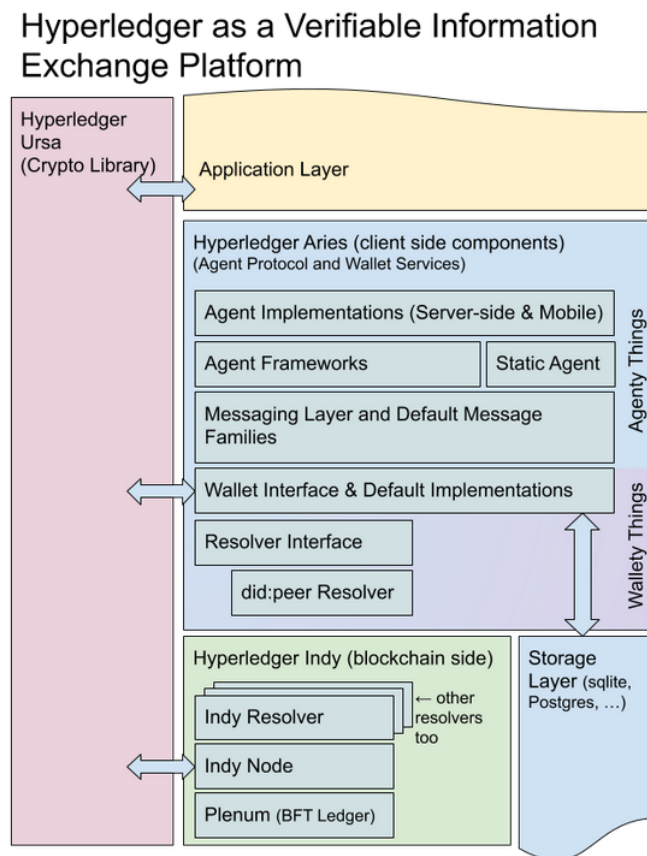 Hyperledger as a Verifiable Information
Exchange Platform
Hyperledger
Ursa
(Crypto Library)
Application Layer
Hyperledger Aries (client side components)
(Agent Protocol and Wallet Services)
Agent Implementations (Server-side & Mobile)
Agent Frameworks
Static Agent
Messaging Layer and Default Message
Families
Agenty Things
Wallet Interface & Default Implementations
Resolver Interface
did:peer Resolver
Wallety Things
Hyperledger Indy (blockchain side)
Indy Resolver
← other
resolvers
too
Indy Node
Plenum (BFT Ledger)
Storage
Layer (sqlite,
Postgres, …)